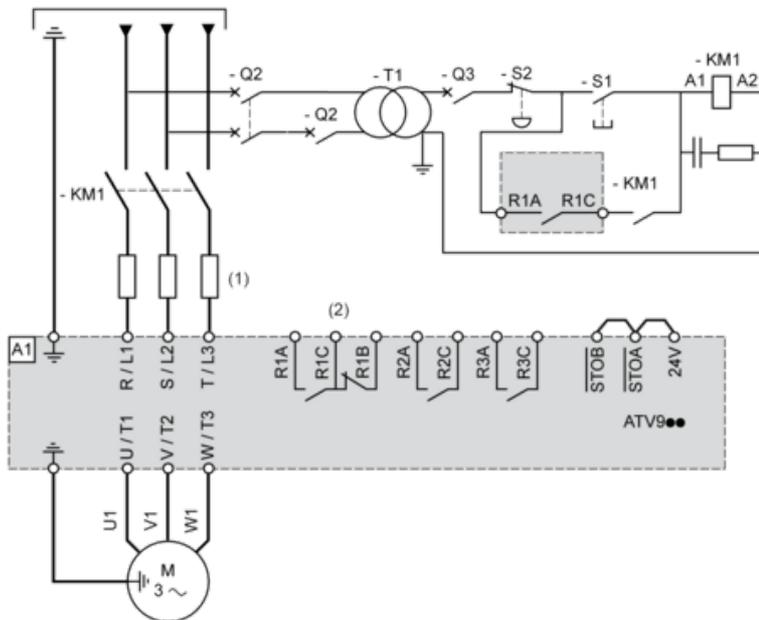 - Q2
- T1
- Q3
- S2
- S1
- KM1
A1
A2
- Q2
- KM1
R1A
R1C
- KM1
(1)
(2)
A1
R / L1
S / L2
T / L3
R1A
R1C
R1B
R2A
R2C
R3A
R3C
STOB
STOA
24V
ATV9●●
U / T1
V / T2
W / T3
U1
V1
W1
M
3 ~